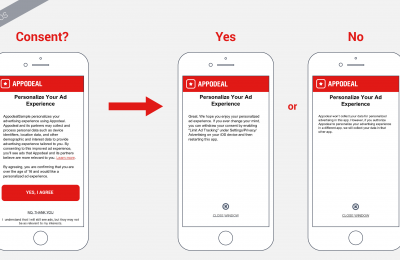 iOS
Consent?
Yes
No
APPODEAL
Personalize Your Ad
Experience
AppodealSample personalizes your
advertising experience using Appodeal.
Appodeal and its partners may collect and
process personal data such as device
identifiers, location data, and other
demographic and interest data to provide
advertising experience tailored to you. By
consenting to this improved ad experience,
you'll see ads that Appodeal and its partners
believe are more relevant to you. Learn more.
By agreeing, you are confirming that you are
over the age of 16 and would like a
personalized ad experience.
YES, I AGREE
NO, THANK YOU
I understand that I will still see ads, but they may not
be as relevant to my interests.
APPODEAL
Personalize Your Ad
Experience
Great. We hope you enjoy your personalized
ad experience. If you ever change your mind,
you can withdraw your consent by enabling
"Limit Ad Tracking" under Settings/Privacy/
Advertising on your iOS device and then
restarting this app.
CLOSE WINDOW
or
APPODEAL
Personalize Your Ad
Experience
Appodeal won't collect your data for personalized
advertising in this app. However, if you authorize
Appodeal to personalize your advertising experience
in a different app, we will collect your data in that
other app.
CLOSE WINDOW